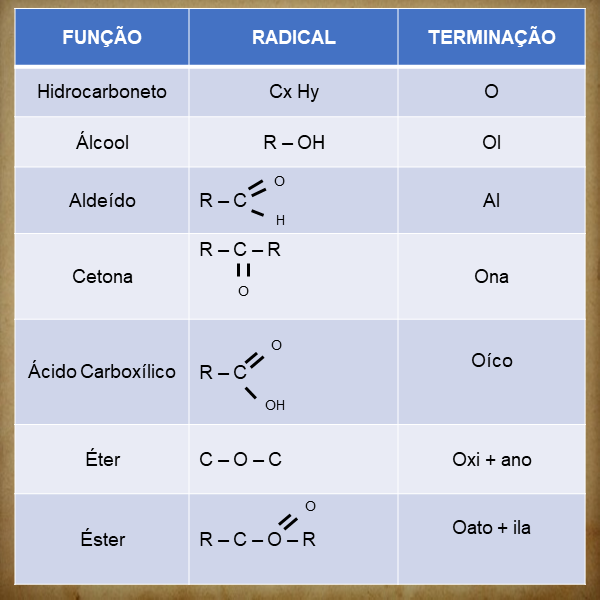 FUNÇÃO RADICAL TERMINAÇÃO
Hidrocarboneto Cx Hy O
Álcool R – OH Ol
O
Aldeído R – C Al
H
R – C – R
Cetona Ona
O
O
Oíco
Ácido Carboxílico R – C
OH
Éter C – O – C Oxi + ano
O
Oato + ila
Éster R – C – O – R